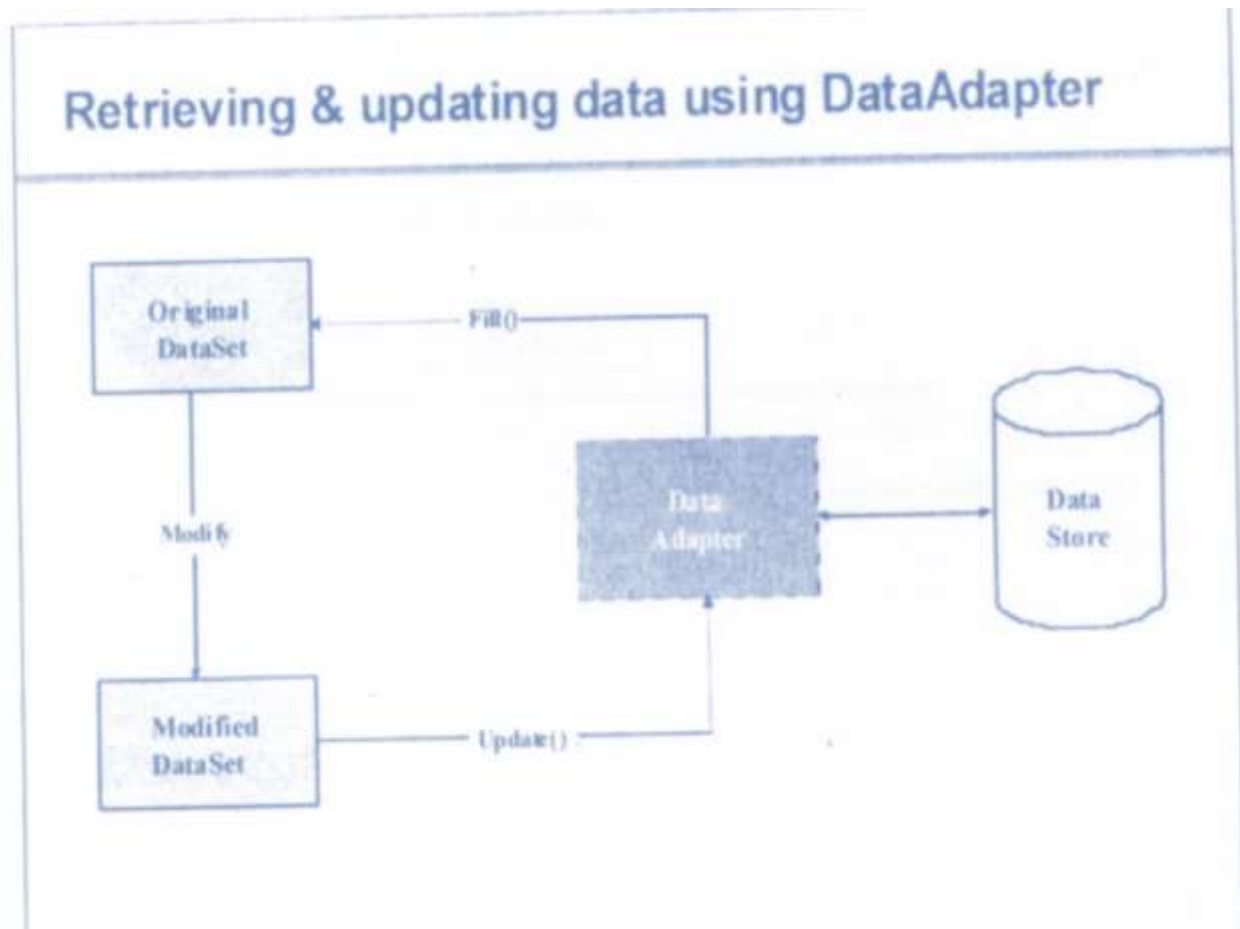 Retrieving & updating data using DataAdapter
Original
DataSet
Fill()
Data
Adapter
Data
Store
Modify
Modified
DataSet
Update()